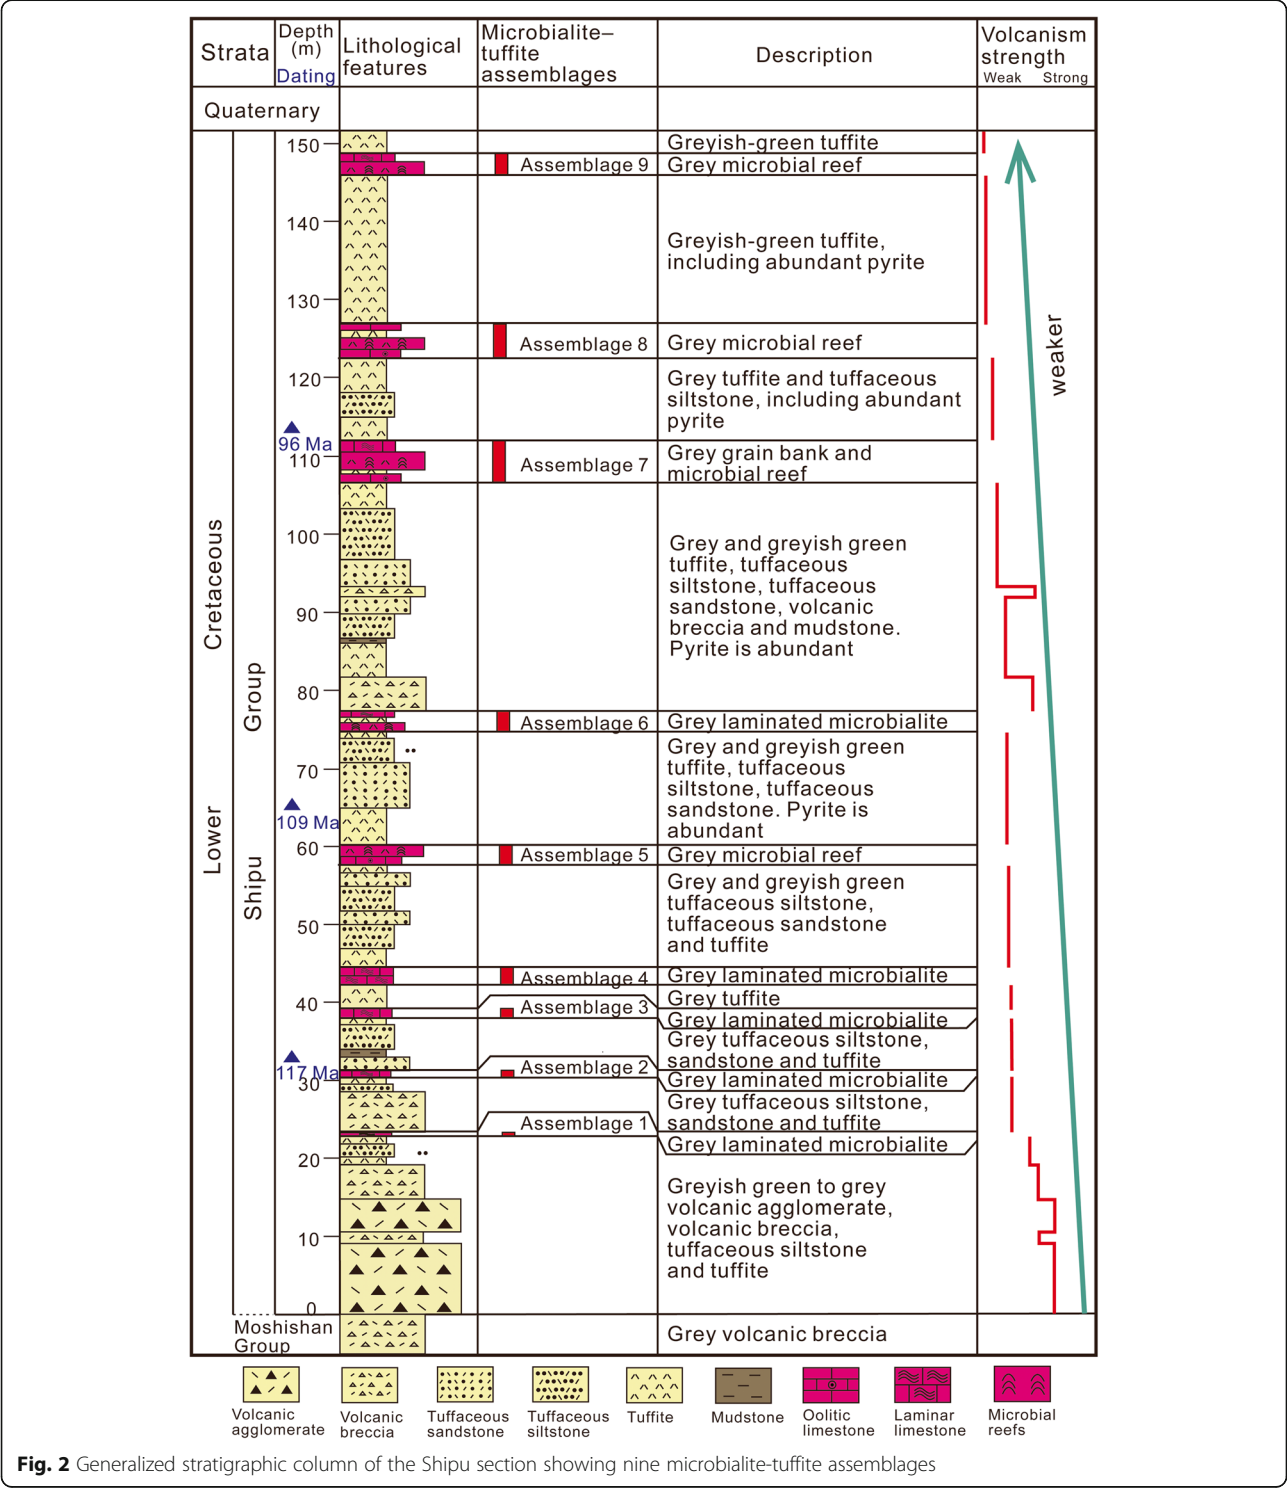 Strata
Depth
(m)
Dating
Lithological
features
Microbialite–
tuffite
assemblages
Description
Volcanism
strength
Weak Strong
Quaternary
Lower Cretaceous
Shipu Group
150
140
130
120
96 Ma
110
100
90
80
70
109 Ma
60
50
40
117 Ma
30
20
10
0
Moshishan
Group
Assemblage 9
Assemblage 8
Assemblage 7
Assemblage 6
Assemblage 5
Assemblage 4
Assemblage 3
Assemblage 2
Assemblage 1
Greyish-green tuffite
Grey microbial reef
Greyish-green tuffite,
including abundant pyrite
Grey microbial reef
Grey tuffite and tuffaceous
siltstone, including abundant
pyrite
Grey grain bank and
microbial reef
Grey and greyish green
tuffite, tuffaceous
siltstone, tuffaceous
sandstone, volcanic
breccia and mudstone.
Pyrite is abundant
Grey laminated microbialite
Grey and greyish green
tuffite, tuffaceous
siltstone, tuffaceous
sandstone. Pyrite is
abundant
Grey microbial reef
Grey and greyish green
tuffaceous siltstone,
tuffaceous sandstone
and tuffite
Grey laminated microbialite
Grey tuffite
Grey laminated microbialite
Grey tuffaceous siltstone,
sandstone and tuffite
Grey laminated microbialite
Grey tuffaceous siltstone,
sandstone and tuffite
Grey laminated microbialite
Greyish green to grey
volcanic agglomerate,
volcanic breccia,
tuffaceous siltstone
and tuffite
Grey volcanic breccia
weaker
Volcanic
agglomerate
Volcanic
breccia
Tuffaceous
sandstone
Tuffaceous
siltstone
Tuffite
Mudstone
Oolitic
limestone
Laminar
limestone
Microbial
reefs
Fig. 2 Generalized stratigraphic column of the Shipu section showing nine microbialite-tuffite assemblages